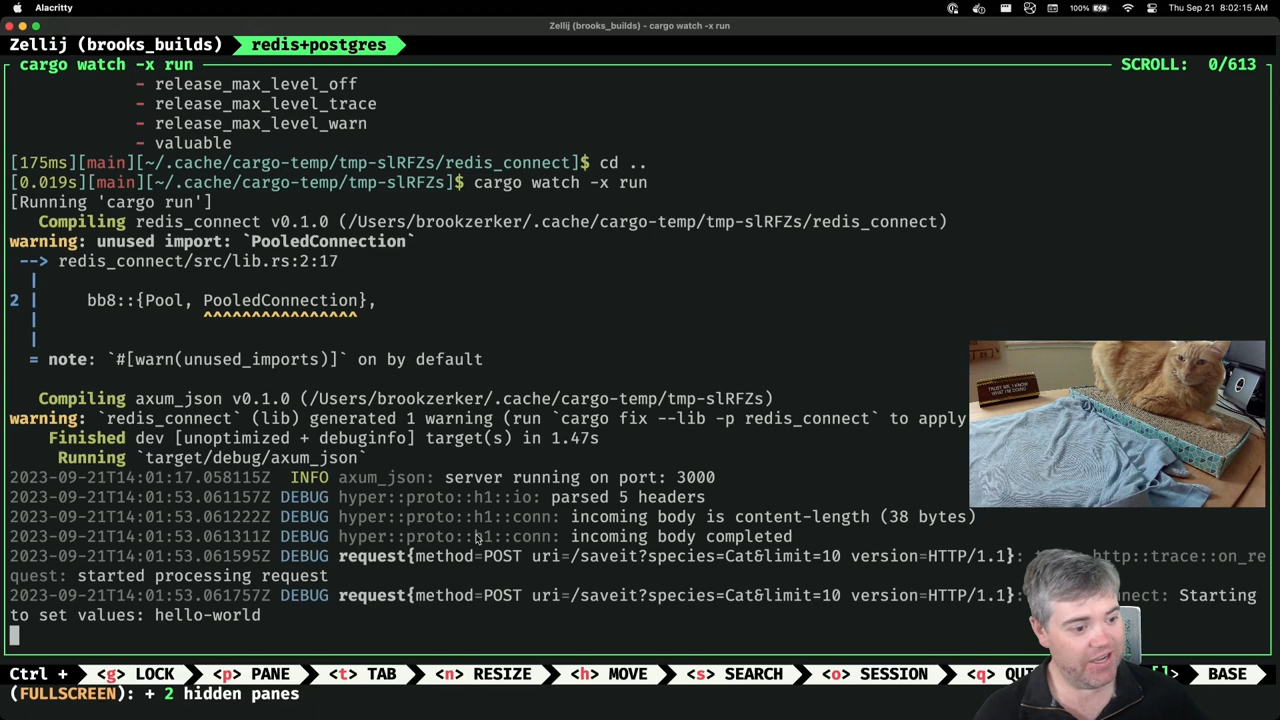 Alacritty 100% Thu Sep 21 8:02:15 AM
Zellij (brooks_builds) - cargo watch -x run
Zellij (brooks_builds) redis+postgres
cargo watch -x run SCROLL: 0/613
- release_max_level_off
- release_max_level_trace
- release_max_level_warn
- valuable
[175ms][main][~/.cache/cargo-temp/tmp-slRFZs/redis_connect]$ cd ..
[0.019s][main][~/.cache/cargo-temp/tmp-slRFZs]$ cargo watch -x run
[Running 'cargo run']
Compiling redis_connect v0.1.0 (/Users/brookzerker/.cache/cargo-temp/tmp-slRFZs/redis_connect)
warning: unused import: `PooledConnection`
--> redis_connect/src/lib.rs:2:17
|
2 | bb8::{Pool, PooledConnection},
| ^^^^^^^^^^^^^^^^
|
= note: `#[warn(unused_imports)]` on by default
Compiling axum_json v0.1.0 (/Users/brookzerker/.cache/cargo-temp/tmp-slRFZs)
warning: `redis_connect` (lib) generated 1 warning (run `cargo fix --lib -p redis_connect` to apply
Finished dev [unoptimized + debuginfo] target(s) in 1.47s
Running `target/debug/axum_json`
2023-09-21T14:01:17.058115Z INFO axum_json: server running on port: 3000
2023-09-21T14:01:53.061157Z DEBUG hyper::proto::h1::io: parsed 5 headers
2023-09-21T14:01:53.061222Z DEBUG hyper::proto::h1::conn: incoming body is content-length (38 bytes)
2023-09-21T14:01:53.061311Z DEBUG hyper::proto::h1::conn: incoming body completed
2023-09-21T14:01:53.061595Z DEBUG request{method=POST uri=/saveit?species=Cat&limit=10 version=HTTP/1.1}: http::trace::on_re
quest: started processing request
2023-09-21T14:01:53.061757Z DEBUG request{method=POST uri=/saveit?species=Cat&limit=10 version=HTTP/1.1}: nect: Starting
to set values: hello-world
TRUST ME, I KNOW
WHAT I'M DOING
Ctrl + <g> LOCK <p> PANE <t> TAB <n> RESIZE <h> MOVE <s> SEARCH <o> SESSION <q> QU [] BASE
(FULLSCREEN): + 2 hidden panes